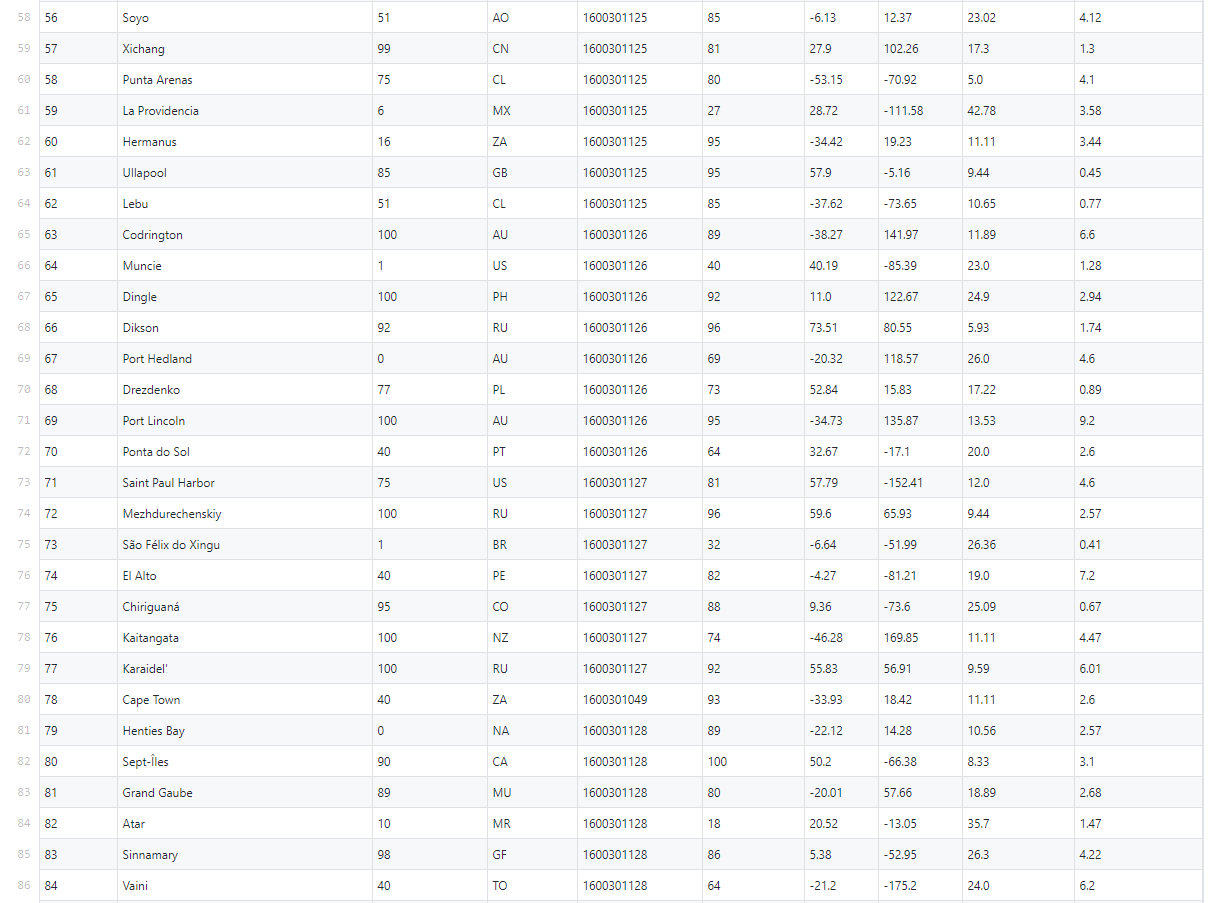 58 56 Soyo 51 AO 1600301125 85 -6.13 12.37 23.02 4.12
59 57 Xichang 99 CN 1600301125 81 27.9 102.26 17.3 1.3
60 58 Punta Arenas 75 CL 1600301125 80 -53.15 -70.92 5.0 4.1
61 59 La Providencia 6 MX 1600301125 27 28.72 -111.58 42.78 3.58
62 60 Hermanus 16 ZA 1600301125 95 -34.42 19.23 11.11 3.44
63 61 Ullapool 85 GB 1600301125 95 57.9 -5.16 9.44 0.45
64 62 Lebu 51 CL 1600301125 85 -37.62 -73.65 10.65 0.77
65 63 Codrington 100 AU 1600301126 89 -38.27 141.97 11.89 6.6
66 64 Muncie 1 US 1600301126 40 40.19 -85.39 23.0 1.28
67 65 Dingle 100 PH 1600301126 92 11.0 122.67 24.9 2.94
68 66 Dikson 92 RU 1600301126 96 73.51 80.55 5.93 1.74
69 67 Port Hedland 0 AU 1600301126 69 -20.32 118.57 26.0 4.6
70 68 Drezdenko 77 PL 1600301126 73 52.84 15.83 17.22 0.89
71 69 Port Lincoln 100 AU 1600301126 95 -34.73 135.87 13.53 9.2
72 70 Ponta do Sol 40 PT 1600301126 64 32.67 -17.1 20.0 2.6
73 71 Saint Paul Harbor 75 US 1600301127 81 57.79 -152.41 12.0 4.6
74 72 Mezhdurechenskiy 100 RU 1600301127 96 59.6 65.93 9.44 2.57
75 73 São Félix do Xingu 1 BR 1600301127 32 -6.64 -51.99 26.36 0.41
76 74 El Alto 40 PE 1600301127 82 -4.27 -81.21 19.0 7.2
77 75 Chiriguaná 95 CO 1600301127 88 9.36 -73.6 25.09 0.67
78 76 Kaitangata 100 NZ 1600301127 74 -46.28 169.85 11.11 4.47
79 77 Karaidel' 100 RU 1600301127 92 55.83 56.91 9.59 6.01
80 78 Cape Town 40 ZA 1600301049 93 -33.93 18.42 11.11 2.6
81 79 Henties Bay 0 NA 1600301128 89 -22.12 14.28 10.56 2.57
82 80 Sept-Îles 90 CA 1600301128 100 50.2 -66.38 8.33 3.1
83 81 Grand Gaube 89 MU 1600301128 80 -20.01 57.66 18.89 2.68
84 82 Atar 10 MR 1600301128 18 20.52 -13.05 35.7 1.47
85 83 Sinnamary 98 GF 1600301128 86 5.38 -52.95 26.3 4.22
86 84 Vaini 40 TO 1600301128 64 -21.2 -175.2 24.0 6.2